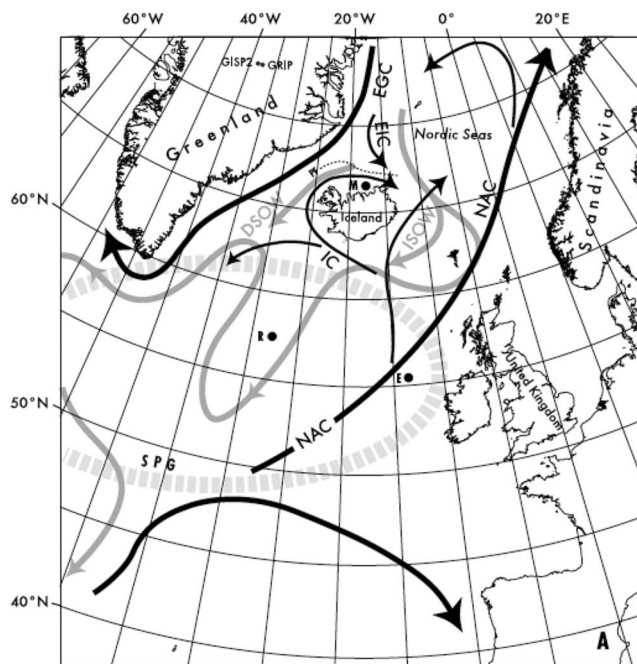 60°W
40°W
20°W
0°
20°E
GISP2
GRIP
EGC
Greenland
EIC
Nordic Seas
Scandinavia
60°N
M
Iceland
DSOW
ISOW
NAC
IC
R
E
United Kingdom
50°N
NAC
SPG
40°N
A